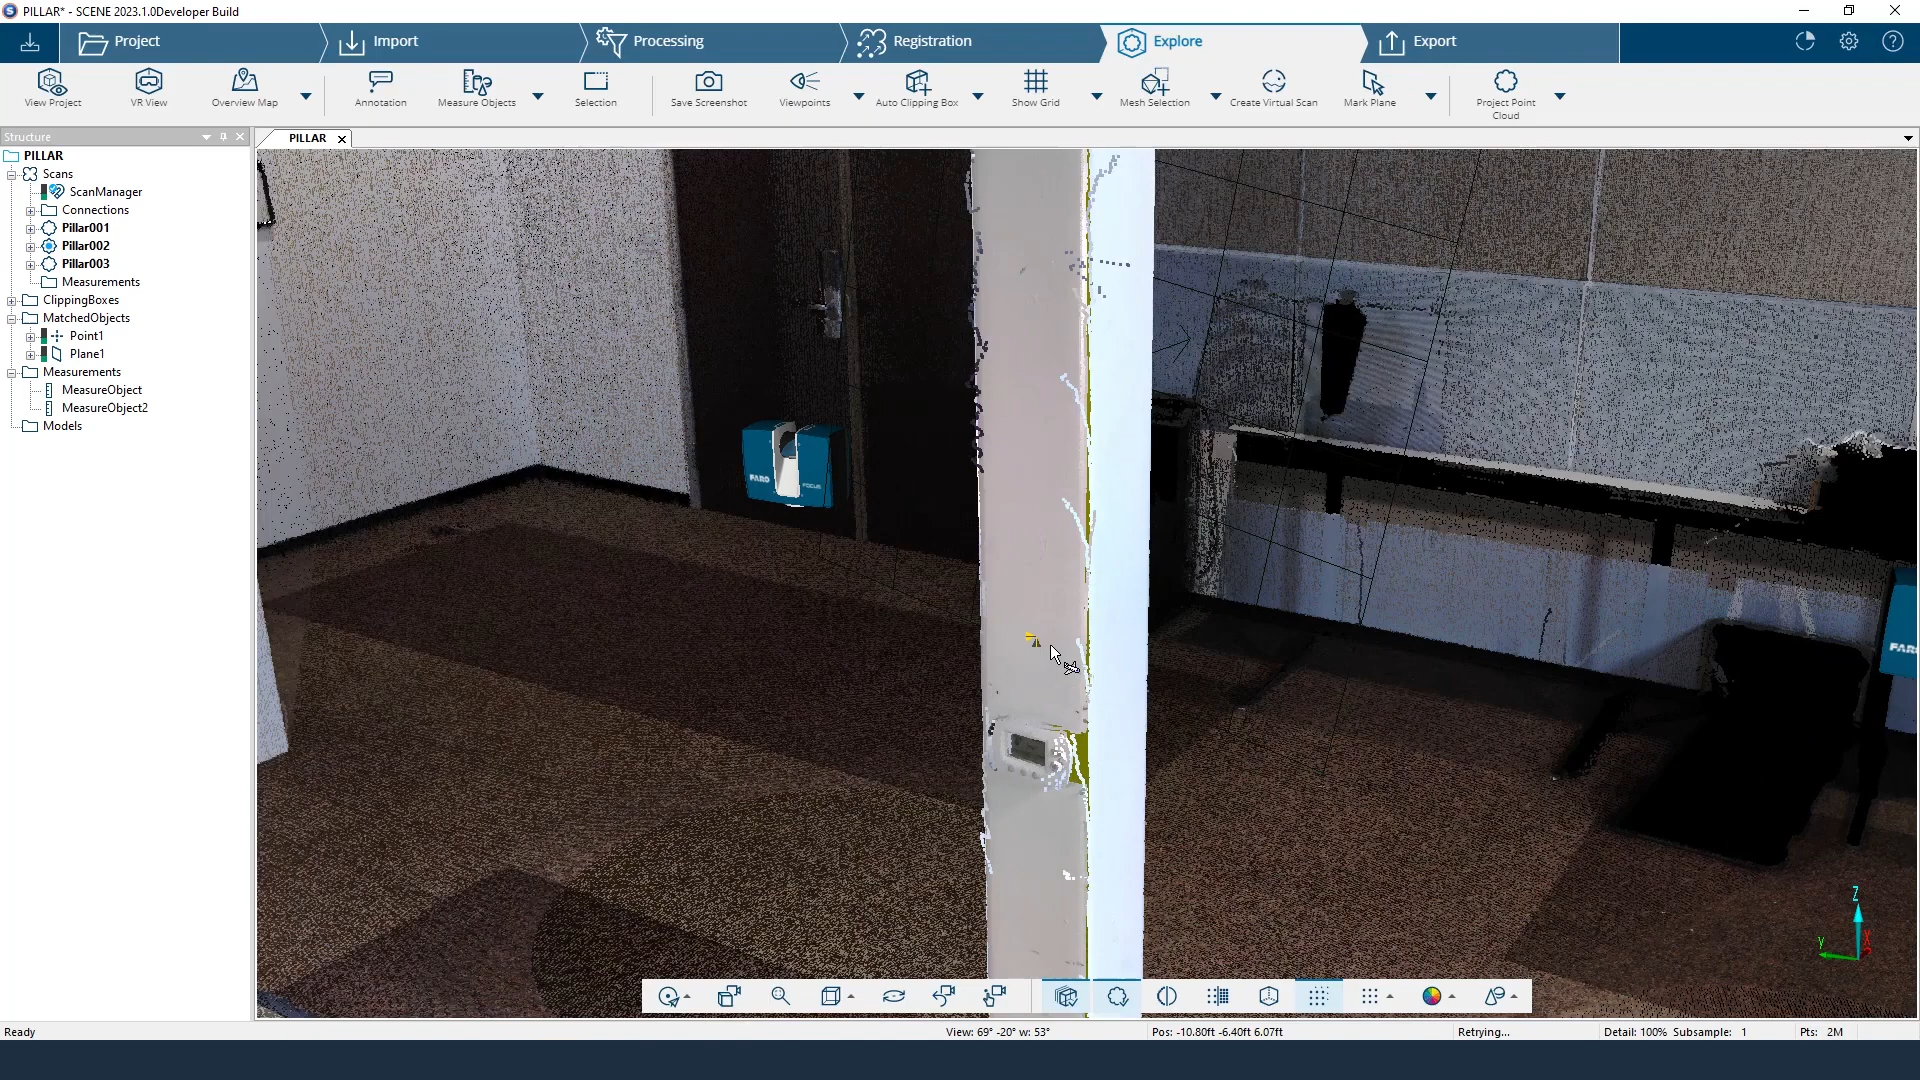 PILLAR* - SCENE 2023.1.0Developer Build
Project
Import
Processing
Registration
Explore
Export
View Project
VR View
Overview Map
Annotation
Measure Objects
Selection
Save Screenshot
Viewpoints
Auto Clipping Box
Show Grid
Mesh Selection
Create Virtual Scan
Mark Plane
Project Point
Cloud
Structure
PILLAR
PILLAR
Scans
ScanManager
Connections
Pillar001
Pillar002
Pillar003
Measurements
ClippingBoxes
MatchedObjects
Point1
Plane1
Measurements
MeasureObject
MeasureObject2
Models
FARO
FOCUS
FARO
Z
y
X
Ready
View: 69° -20° w: 53°
Pos: -10.80ft -6.40ft 6.07ft
Retrying...
Detail: 100% Subsample: 1
Pts: 2M